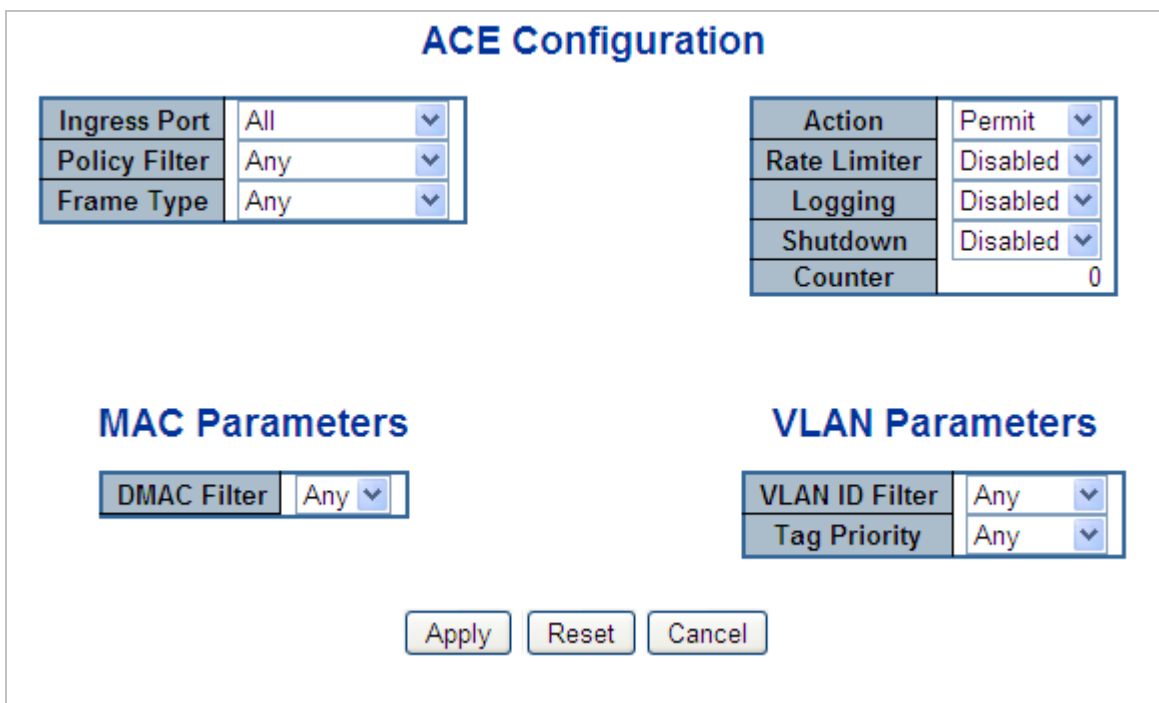 ACE Configuration
Ingress Port All
Policy Filter Any
Frame Type Any
Action Permit
Rate Limiter Disabled
Logging Disabled
Shutdown Disabled
Counter 0
MAC Parameters
DMAC Filter Any
VLAN Parameters
VLAN ID Filter Any
Tag Priority Any
Apply Reset Cancel